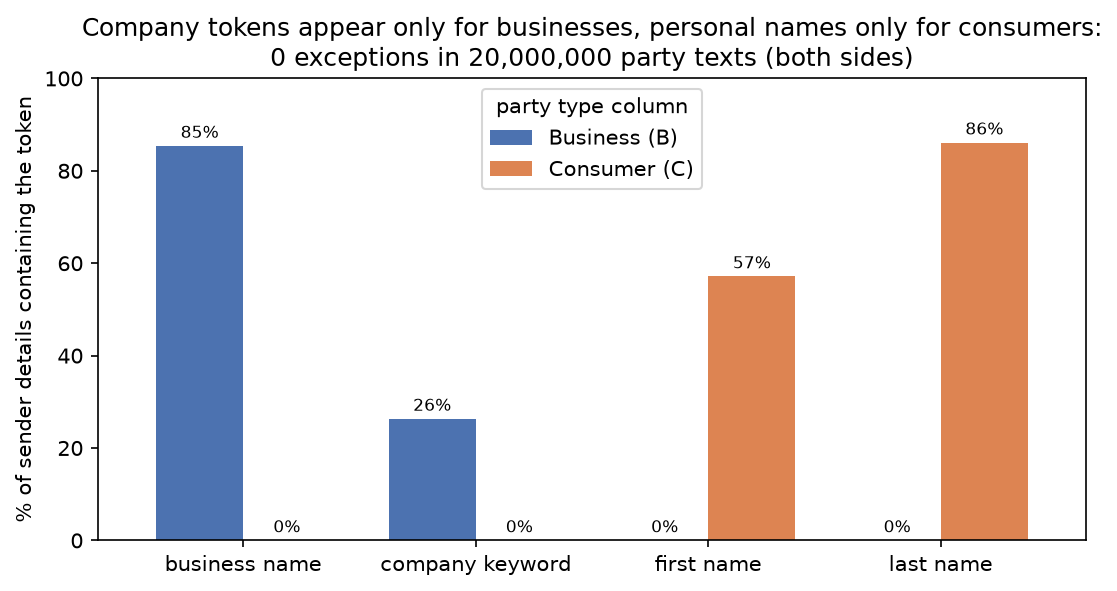 Company tokens appear only for businesses, personal names only for consumers:
0 exceptions in 20,000,000 party texts (both sides)
% of sender details containing the token
100
80
60
40
20
0
party type column
Business (B)
Consumer (C)
85%
0%
26%
0%
0%
57%
0%
86%
business name
company keyword
first name
last name